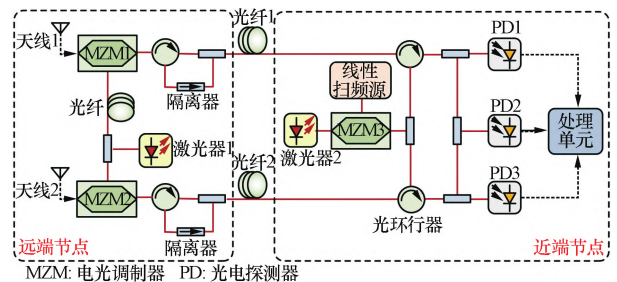 天线1
MZM1
隔离器
光纤1
光纤
激光器1
天线2
MZM2
隔离器
光纤2
远端节点
线性
扫频源
激光器2
MZM3
光环行器
PD1
PD2
PD3
处理
单元
近端节点
MZM: 电光调制器 PD: 光电探测器